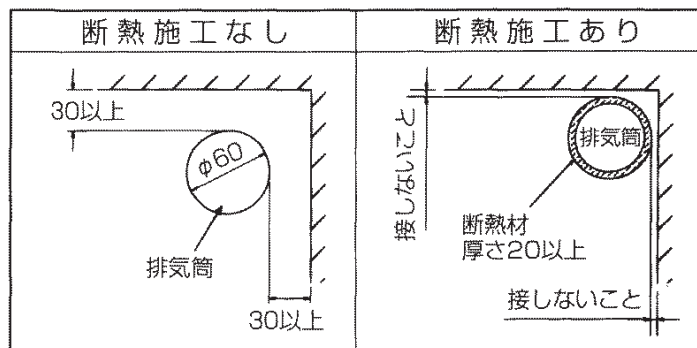 断熱施工なし
断熱施工あり
30以上
φ60
排気筒
30以上
接しないこと
排気筒
断熱材
厚さ20以上
接しないこと